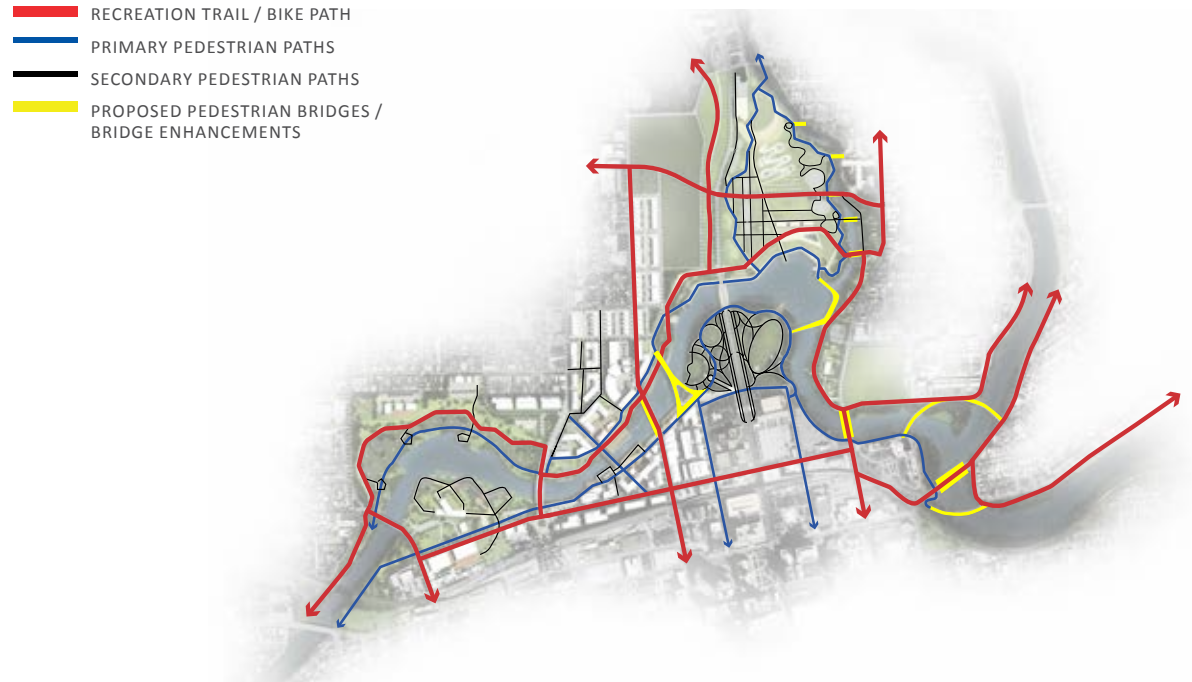 RECREATION TRAIL / BIKE PATH
PRIMARY PEDESTRIAN PATHS
SECONDARY PEDESTRIAN PATHS
PROPOSED PEDESTRIAN BRIDGES /
BRIDGE ENHANCEMENTS